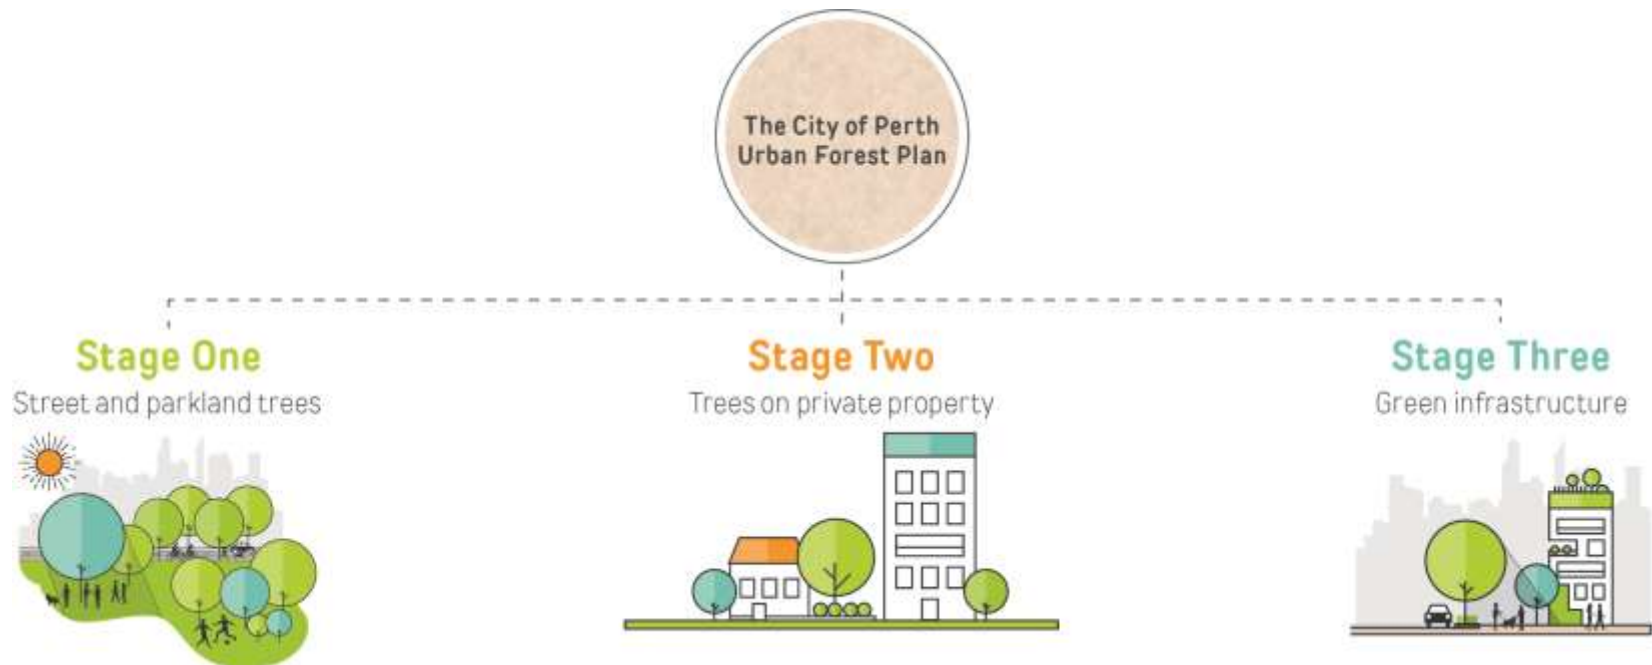 The City of Perth
Urban Forest Plan
Stage One
Street and parkland trees
Stage Two
Trees on private property
Stage Three
Green infrastructure